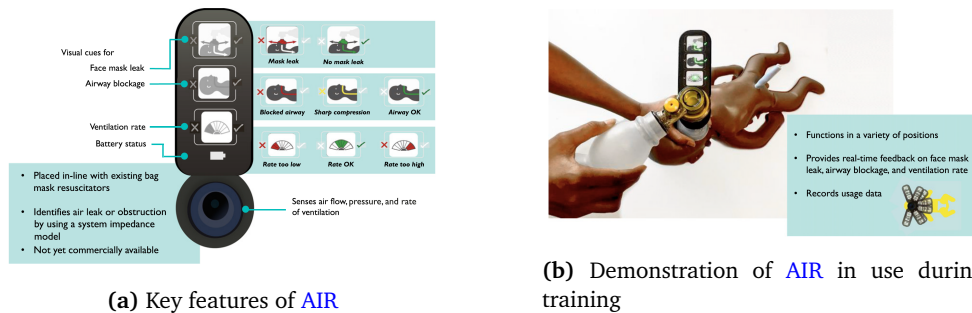 Visual cues for
Face mask leak
Airway blockage
Ventilation rate
Battery status
Mask leak
No mask leak
Blocked airway
Sharp compression
Airway OK
Rate too low
Rate OK
Rate too high
• Placed in-line with existing bag
mask resuscitators
• Identifies air leak or obstruction
by using a system impedance
model
• Not yet commercially available
Senses air flow, pressure, and rate
of ventilation
(a) Key features of AIR
• Functions in a variety of positions
• Provides real-time feedback on face mask
leak, airway blockage, and ventilation rate
• Records usage data
(b) Demonstration of AIR in use durin
training